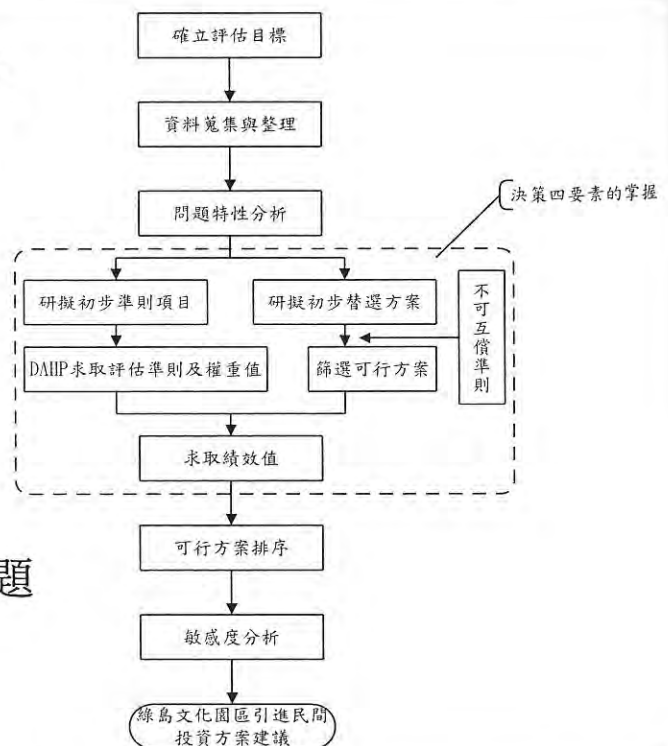 確立評估目標
資料蒐集與整理
問題特性分析
決策四要素的掌握
研擬初步準則項目
研擬初步替選方案
不可互償準則
DAHP求取評估準則及權重值
篩選可行方案
求取績效值
可行方案排序
題
敏感度分析
綠島文化園區引進民間
投資方案建議